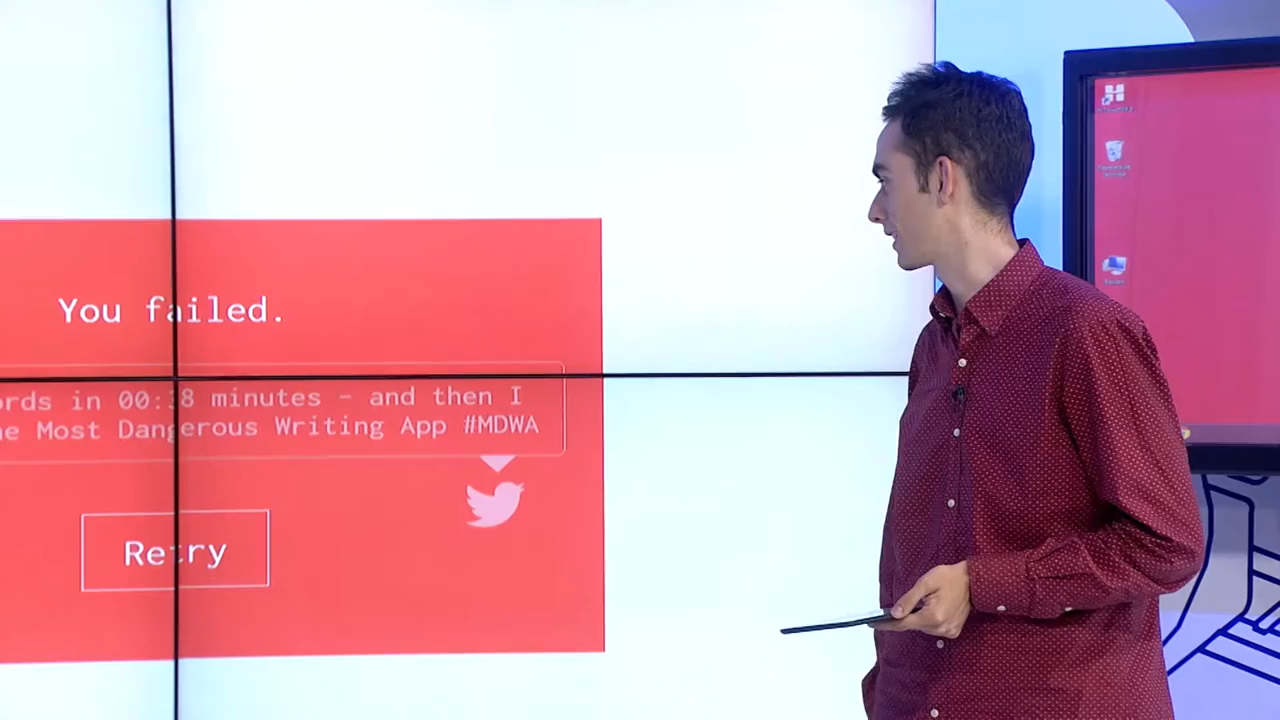 You failed.
ords in 00:38 minutes – and then I
e Most Dangerous Writing App #MDWA
Retry